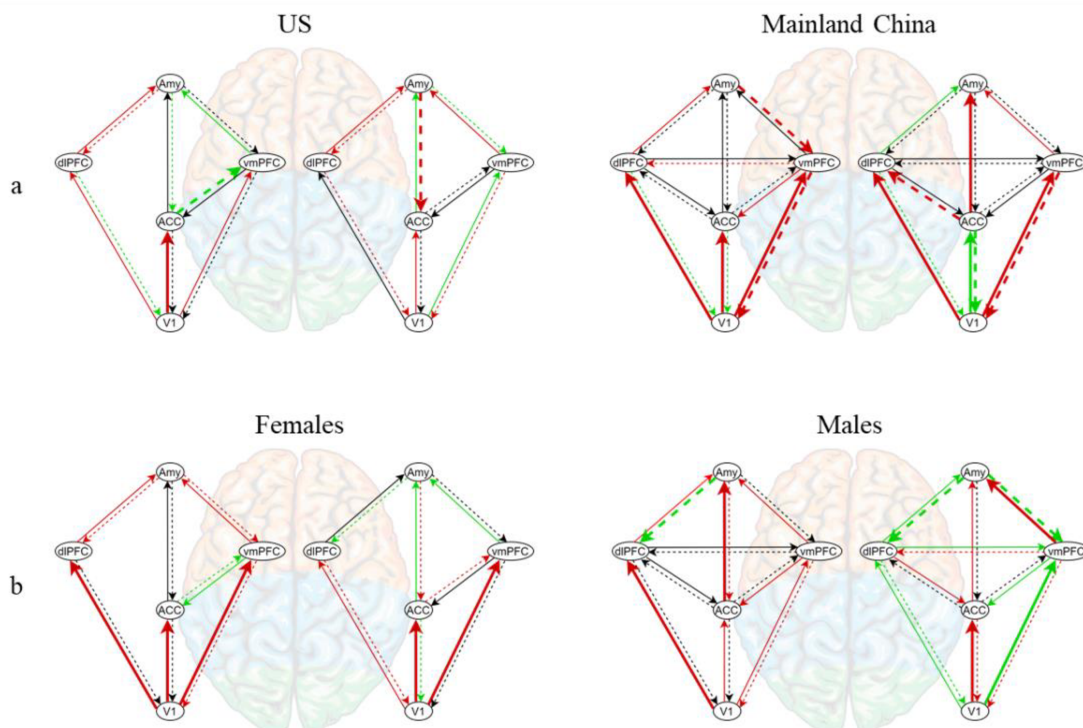 US Mainland China
Amy Amy Amy Amy
a dlPFC vmPFC dlPFC vmPFC dlPFC vmPFC dlPFC vmPFC
ACC ACC ACC ACC
V1 V1 V1 V1
Females Males
Amy Amy Amy Amy
b dlPFC vmPFC dlPFC vmPFC dlPFC vmPFC dlPFC vmPFC
ACC ACC ACC ACC
V1 V1 V1 V1